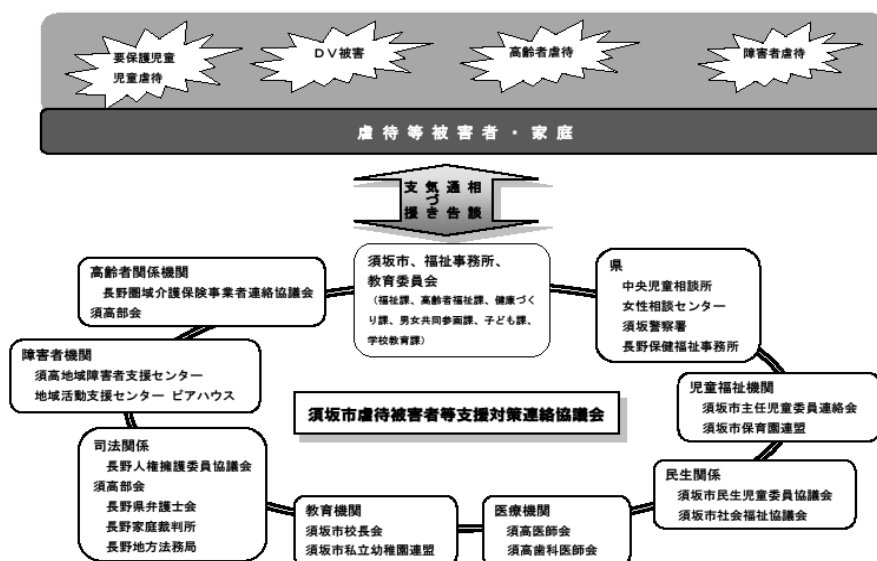 要保護児童
児童虐待
ＤＶ被害
高齢者虐待
障害者虐待
虐待等被害者・家庭
相談
通告
気づき
支援
須坂市、福祉事務所、
教育委員会
（福祉課、高齢者福祉課、健康づく
り課、男女共同参画課、子ども課、
学校教育課）
高齢者関係機関
長野圏域介護保険事業者連絡協議会
須高部会
県
中央児童相談所
女性相談センター
須坂警察署
長野保健福祉事務所
障害者機関
須高地域障害者支援センター
地域活動支援センター ピアハウス
須坂市虐待被害者等支援対策連絡協議会
児童福祉機関
須坂市主任児童委員連絡会
須坂市保育園連盟
司法関係
長野人権擁護委員協議会
須高部会
長野県弁護士会
長野家庭裁判所
長野地方法務局
教育機関
須坂市校長会
須坂市私立幼稚園連盟
医療機関
須高医師会
須高歯科医師会
民生関係
須坂市民生児童委員協議会
須坂市社会福祉協議会